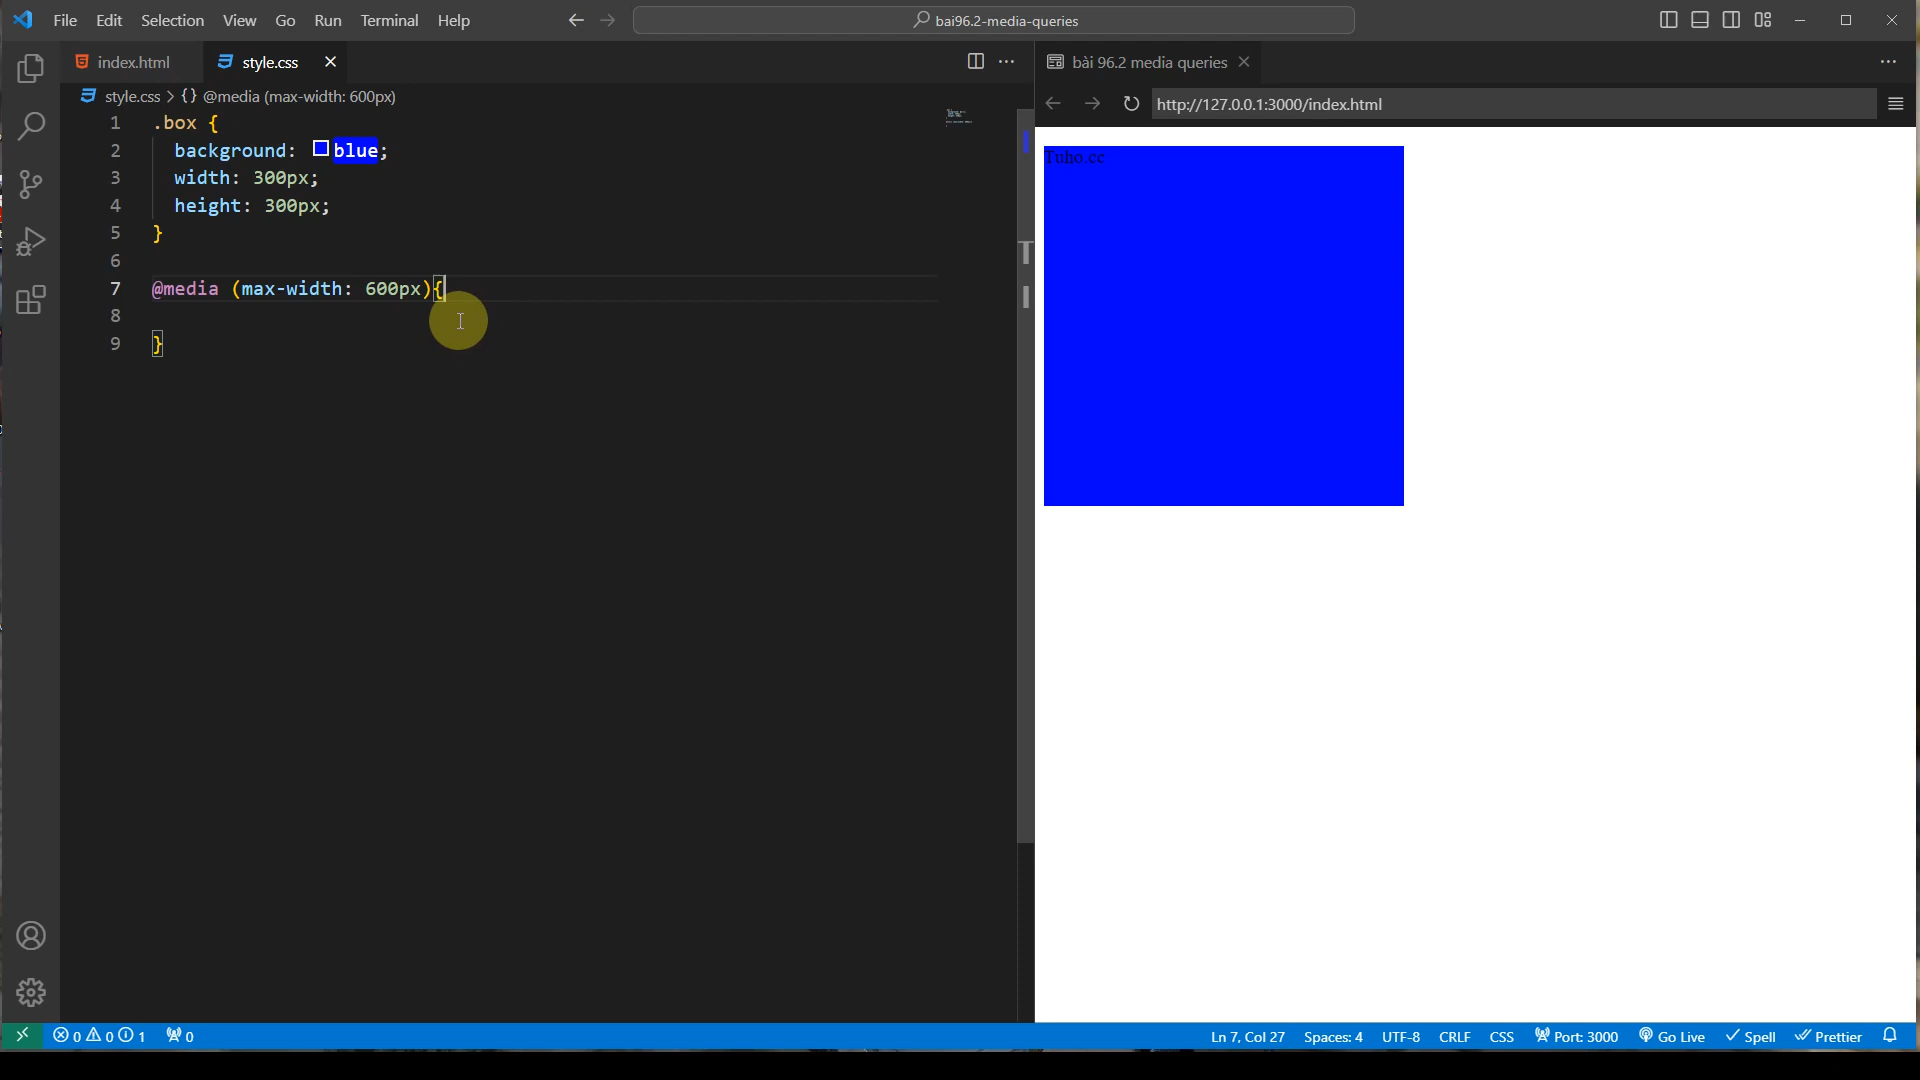 File Edit Selection View Go Run Terminal Help
bai96.2-media-queries
index.html
style.css
style.css > {} @media (max-width: 600px)
1 .box {
2 background: blue;
3 width: 300px;
4 height: 300px;
5 }
6
7 @media (max-width: 600px){
8
9 }
bài 96.2 media queries
http://127.0.0.1:3000/index.html
Tuho.cc
0 0 1 0
Ln 7, Col 27 Spaces: 4 UTF-8 CRLF CSS Port: 3000 Go Live Spell Prettier